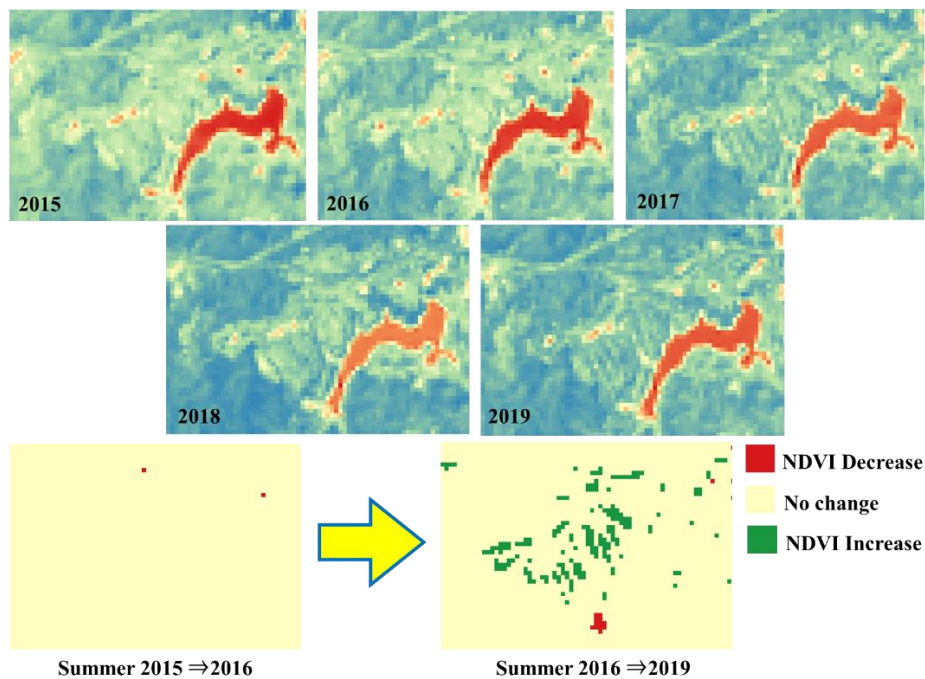 2015
2016
2017
2018
2019
NDVI Decrease
No change
NDVI Increase
Summer 2015 ⇒2016
Summer 2016 ⇒2019